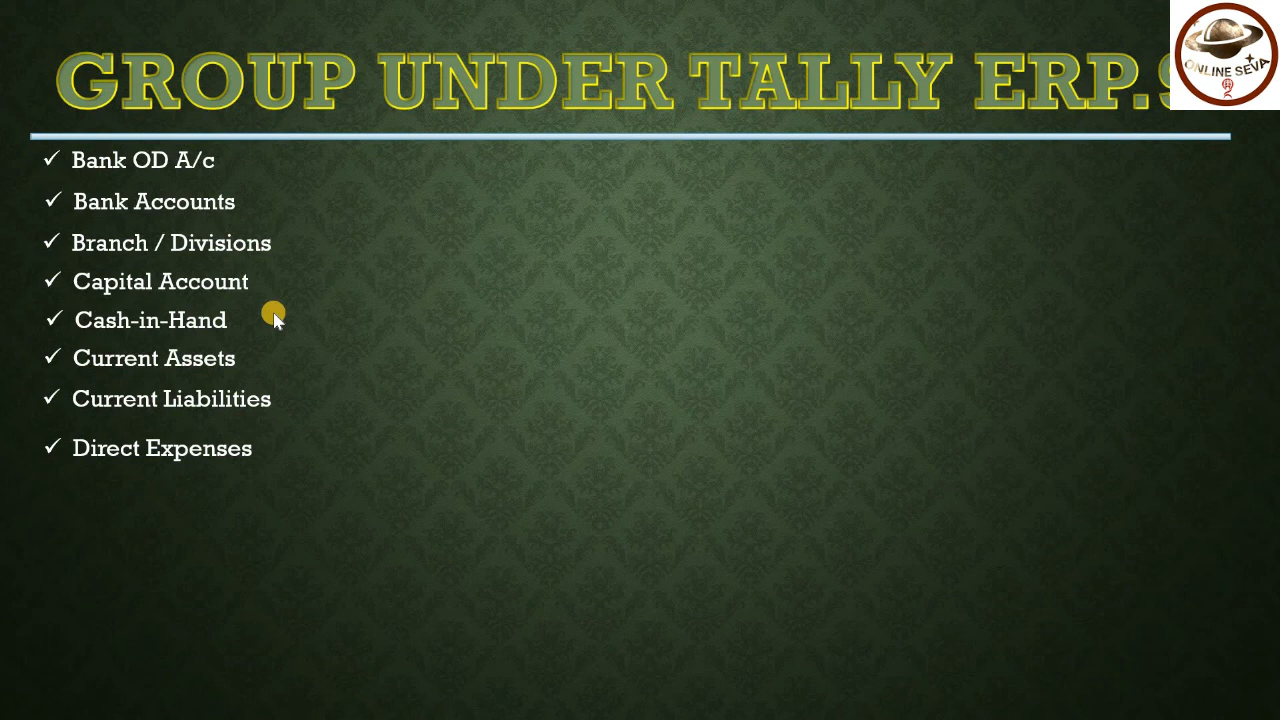 GROUP UNDER TALLY ERP.9
ONLINE SEVA
✓ Bank OD A/c
✓ Bank Accounts
✓ Branch / Divisions
✓ Capital Account
✓ Cash-in-Hand
✓ Current Assets
✓ Current Liabilities
✓ Direct Expenses